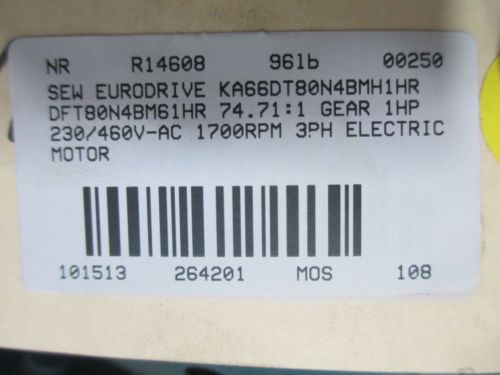 NR R14608 96lb 00250
SEW EURODRIVE KA66DT80N4BMH1HR
DFT80N4BM61HR 74.71:1 GEAR 1HP
230/460V-AC 1700RPM 3PH ELECTRIC
MOTOR
101513 264201 MOS 108